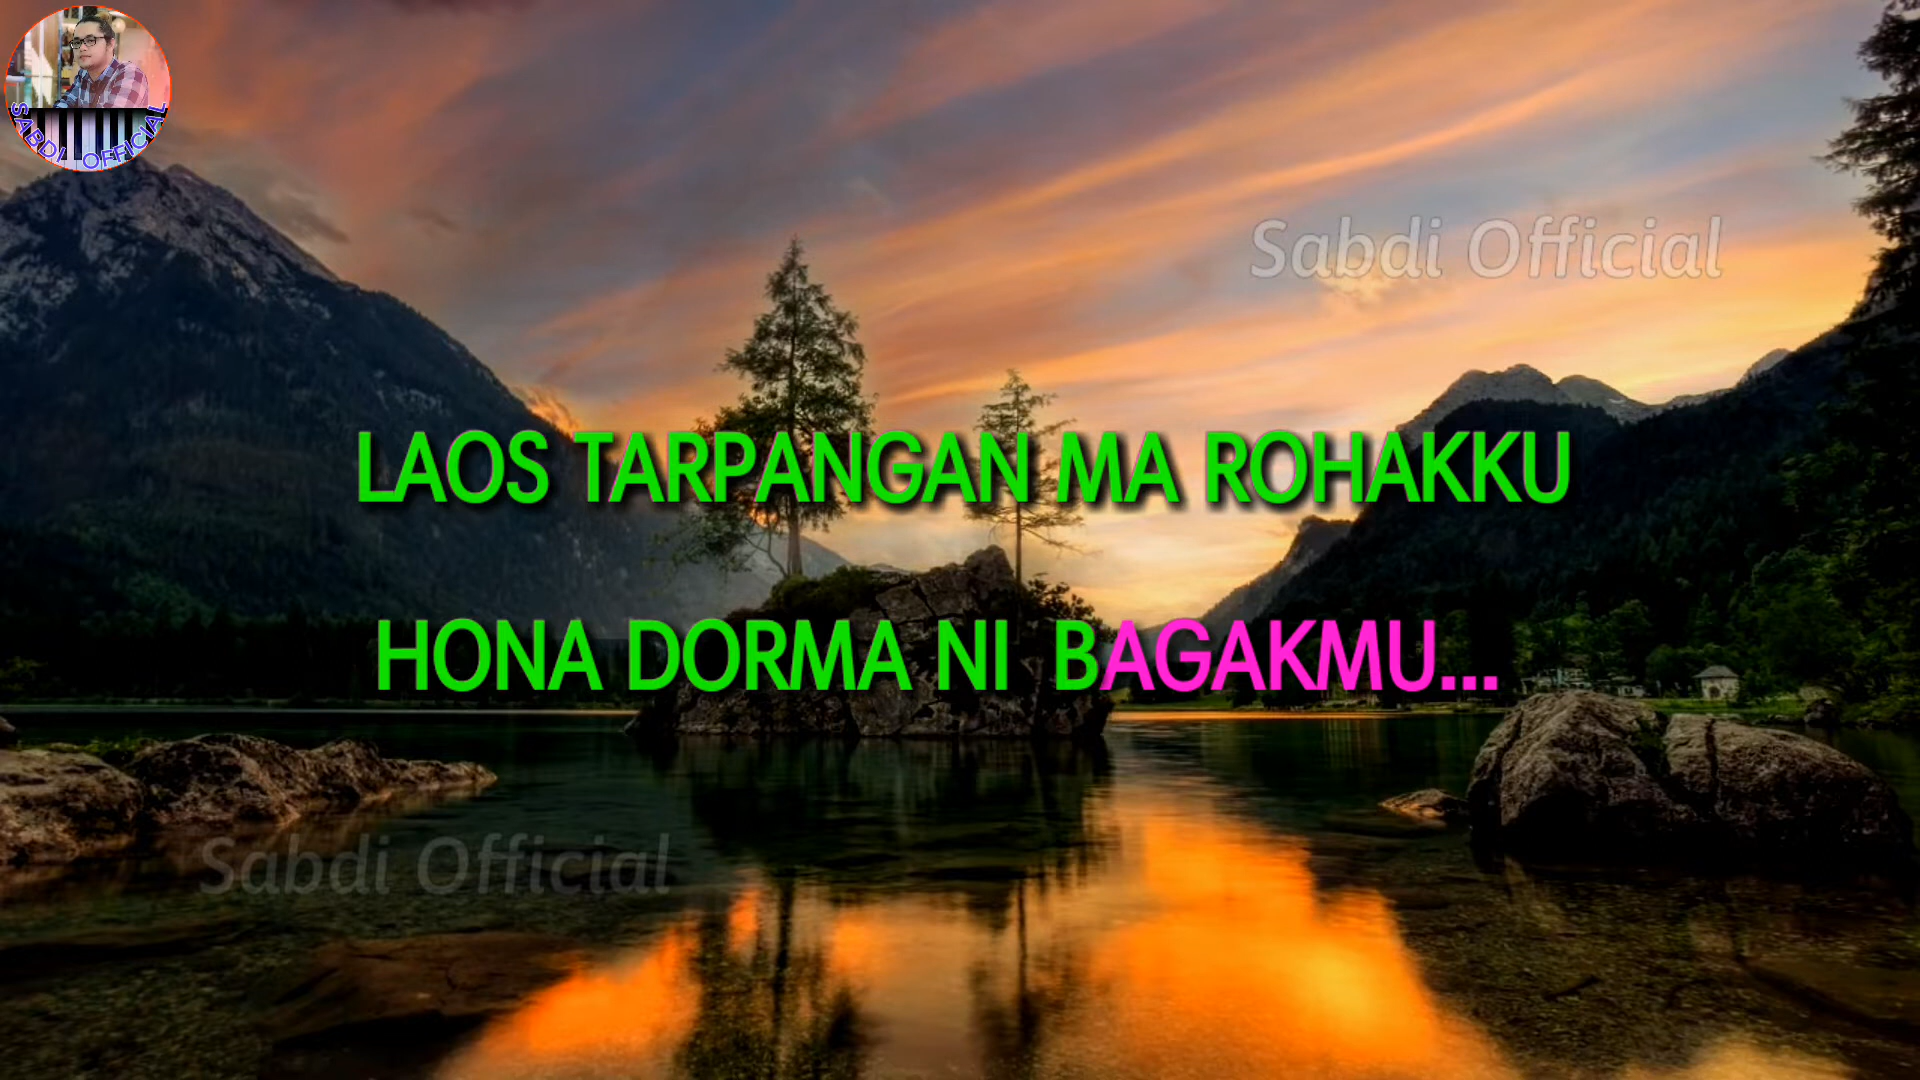 SABDI OFFICIAL
Sabdi Official
LAOS TARPANGAN MA ROHAKKU
HONA DORMA NI BAGAKMU...
Sabdi Official